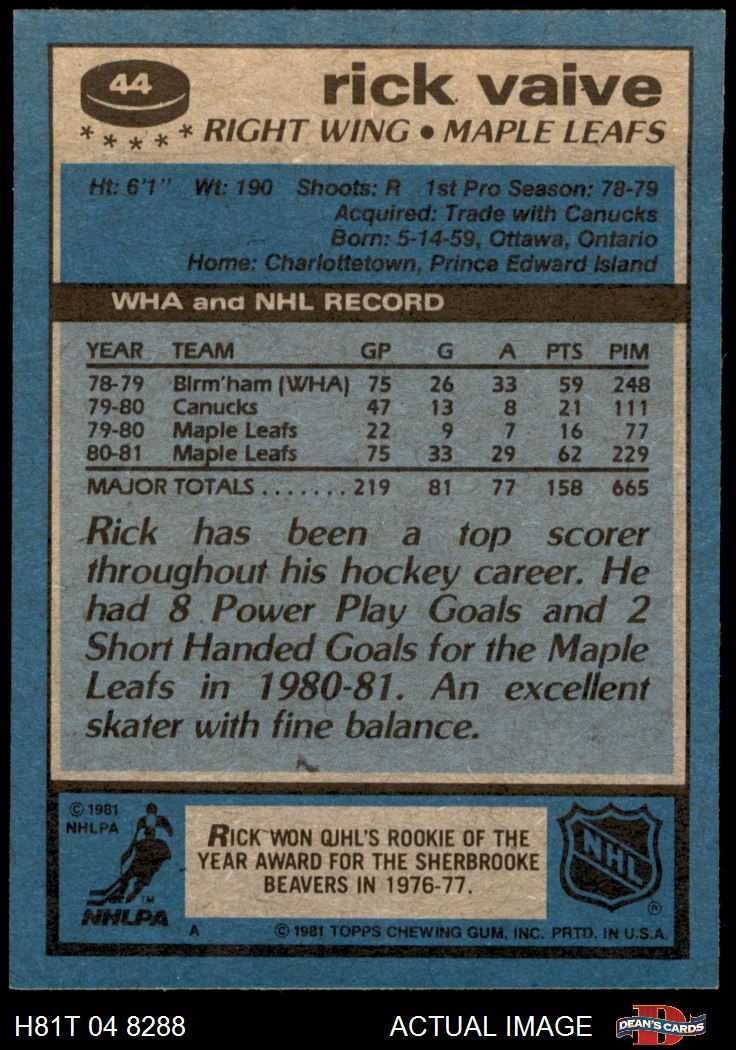 44
rick vaive
* * * * * RIGHT WING • MAPLE LEAFS
Ht: 6'1" Wt: 190 Shoots: R 1st Pro Season: 78-79
Acquired: Trade with Canucks
Born: 5-14-59, Ottawa, Ontario
Home: Charlottetown, Prince Edward Island
WHA and NHL RECORD
YEAR TEAM GP G A PTS PIM
78-79 Birm'ham (WHA) 75 26 33 59 248
79-80 Canucks 47 13 8 21 111
79-80 Maple Leafs 22 9 7 16 77
80-81 Maple Leafs 75 33 29 62 229
MAJOR TOTALS ....... 219 81 77 158 665
Rick has been a top scorer
throughout his hockey career. He
had 8 Power Play Goals and 2
Short Handed Goals for the Maple
Leafs in 1980-81. An excellent
skater with fine balance.
© 1981
NHLPA
TM
NHLPA
RICK WON QJHL'S ROOKIE OF THE
YEAR AWARD FOR THE SHERBROOKE
BEAVERS IN 1976-77.
NHL
®
A © 1981 TOPPS CHEWING GUM, INC. PRTD. IN U.S.A.
H81T 04 8288 ACTUAL IMAGE
D
DEAN'S CARDS